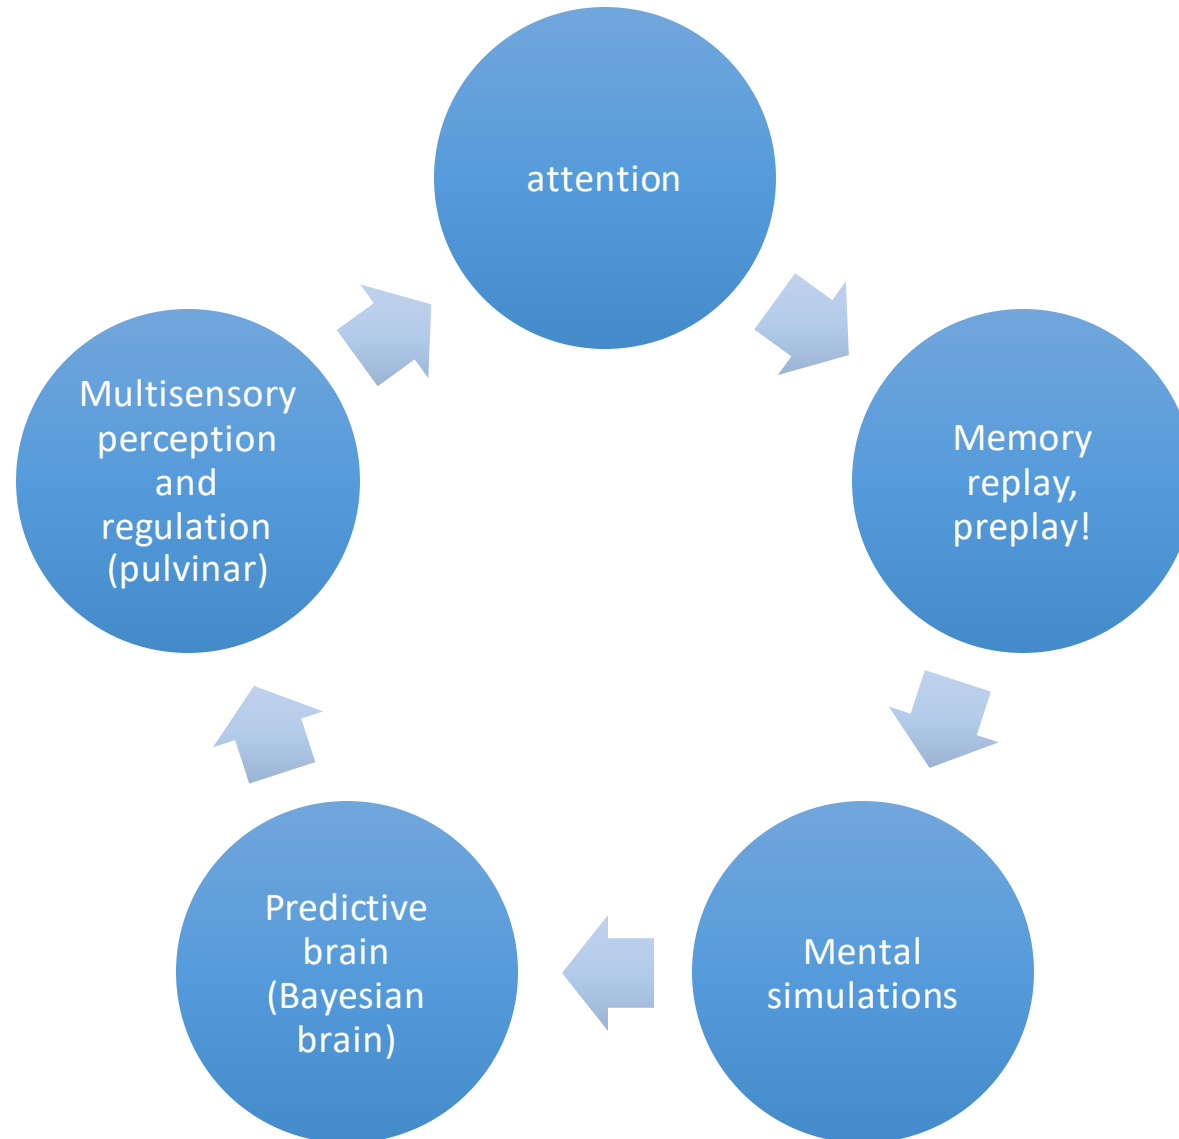 attention
Memory
replay,
preplay!
Mental
simulations
Predictive
brain
(Bayesian
brain)
Multisensory
perception
and
regulation
(pulvinar)